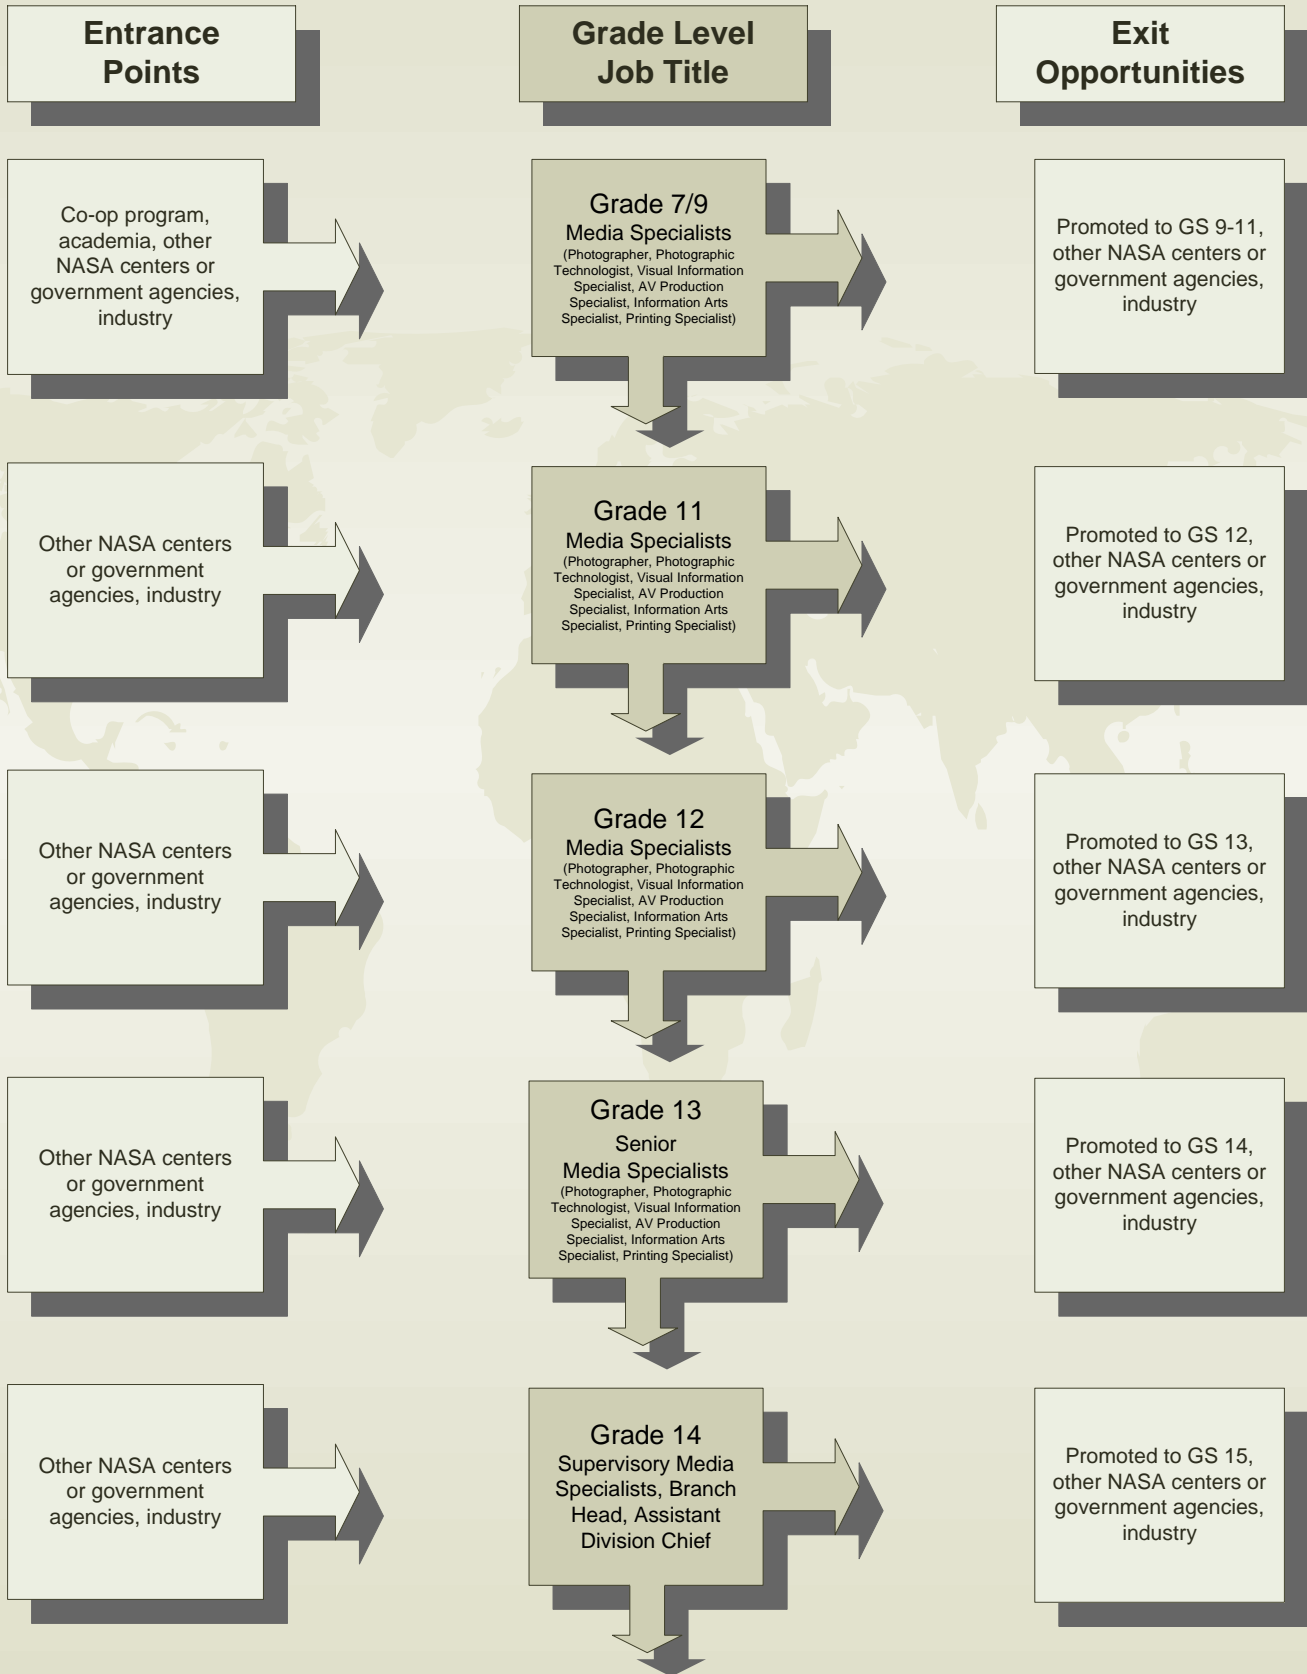 Entrance
Points
Grade Level
Job Title
Exit
Opportunities
Co-op program,
academia, other
NASA centers or
government agencies,
industry
Grade 7/9
Media Specialists
(Photographer, Photographic
Technologist, Visual Information
Specialist, AV Production
Specialist, Information Arts
Specialist, Printing Specialist)
Promoted to GS 9-11,
other NASA centers or
government agencies,
industry
Other NASA centers
or government
agencies, industry
Grade 11
Media Specialists
(Photographer, Photographic
Technologist, Visual Information
Specialist, AV Production
Specialist, Information Arts
Specialist, Printing Specialist)
Promoted to GS 12,
other NASA centers or
government agencies,
industry
Other NASA centers
or government
agencies, industry
Grade 12
Media Specialists
(Photographer, Photographic
Technologist, Visual Information
Specialist, AV Production
Specialist, Information Arts
Specialist, Printing Specialist)
Promoted to GS 13,
other NASA centers or
government agencies,
industry
Other NASA centers
or government
agencies, industry
Grade 13
Senior
Media Specialists
(Photographer, Photographic
Technologist, Visual Information
Specialist, AV Production
Specialist, Information Arts
Specialist, Printing Specialist)
Promoted to GS 14,
other NASA centers or
government agencies,
industry
Other NASA centers
or government
agencies, industry
Grade 14
Supervisory Media
Specialists, Branch
Head, Assistant
Division Chief
Promoted to GS 15,
other NASA centers or
government agencies,
industry